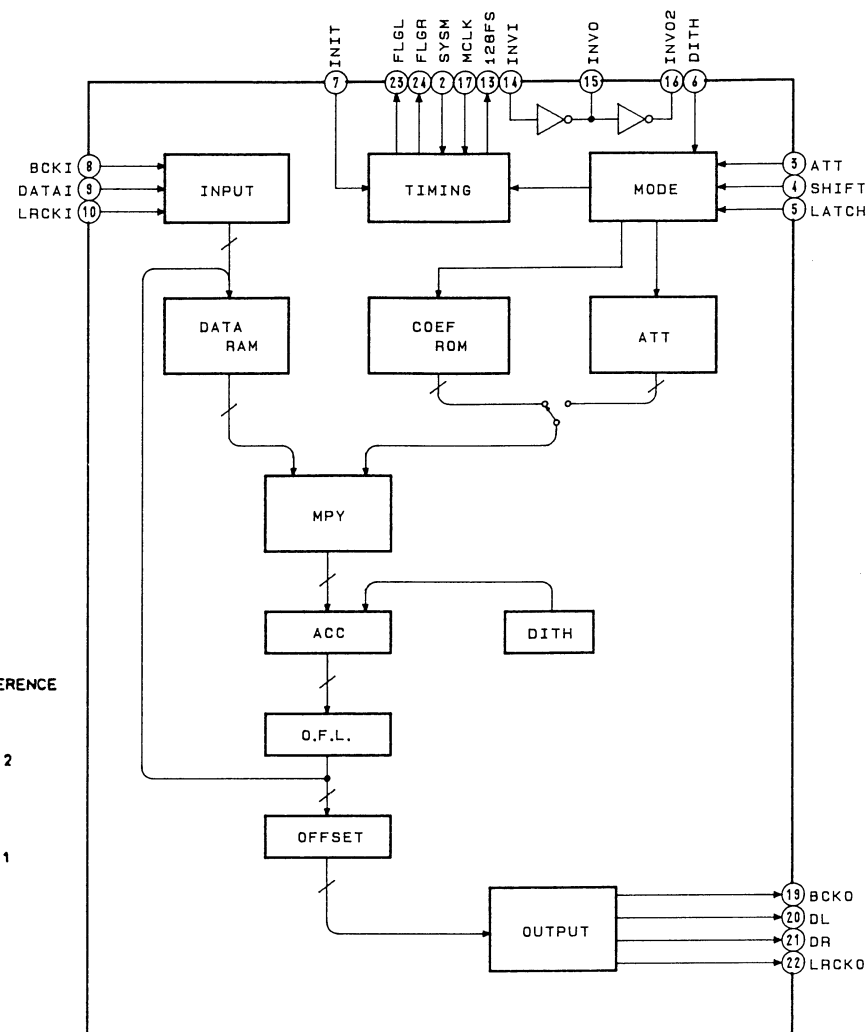 INIT
FLGL
FLGR
SYSM
MCLK
128FS
INVI
INVO
INVO2
DITH
7
23
24
2
17
13
14
15
16
6
BCKI 8
DATAI 9
LRCKI 10
INPUT
TIMING
MODE
3 ATT
4 SHIFT
5 LATCH
DATA
RAM
COEF
ROM
ATT
MPY
ACC
DITH
ERENCE
O.F.L.
2
OFFSET
1
OUTPUT
19 BCKO
20 DL
21 DR
22 LRCKO